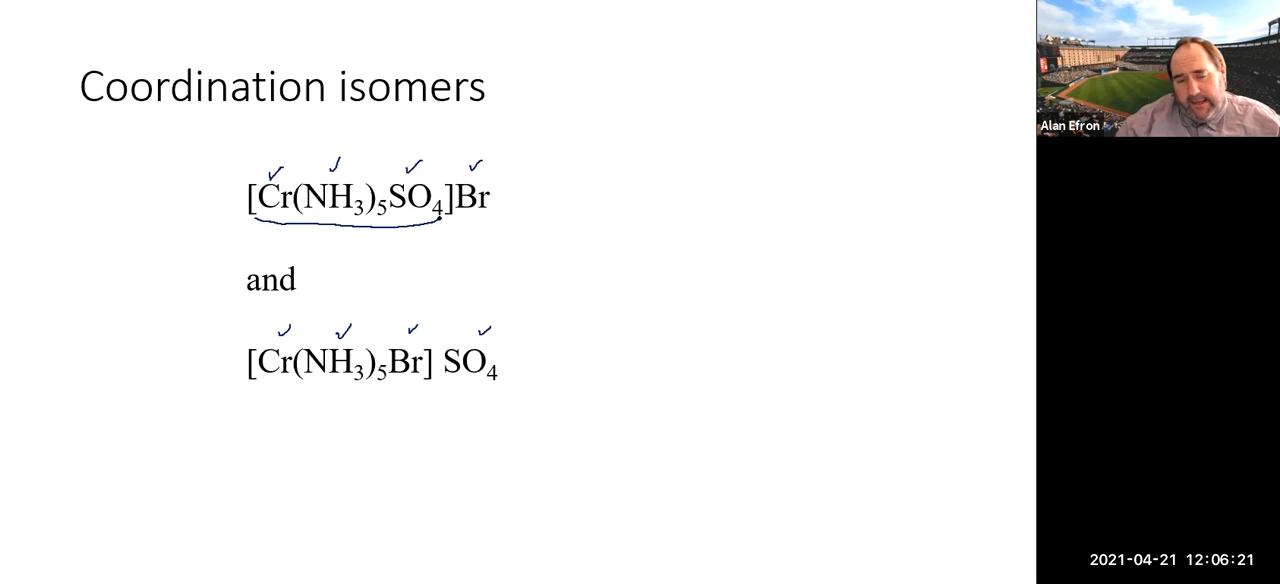 Coordination isomers
[Cr(NH₃)₅SO₄]Br
and
[Cr(NH₃)₅Br] SO₄
Alan Efron
2021-04-21 12:06:21